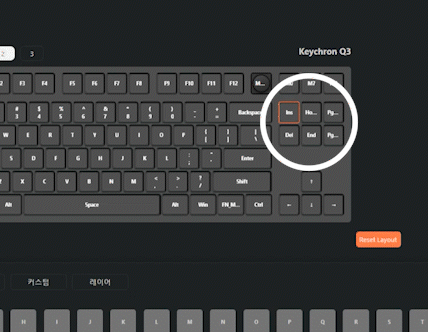 2 3
Keychron Q3
F3 F4 F5 F6 F7 F8 F9 F10 F11 F12 M... M7
# 3 $ 4 % 5 ^ 6 & 7 * 8 ( 9 ) 0 - + = Backspace Ins Ho... Pg...
W E R T Y U I O P { [ } ] | \ Del End Pg...
S D F G H J K L : ; " ' Enter
Z X C V B N M < , > . ? / Shift ↑
Alt Space Alt Win FN_M... Ctrl ← ↓ →
Reset Layout
커스텀 레이어
H I J K L M N O P Q R S T